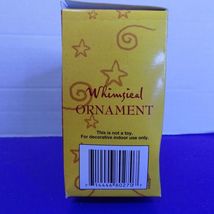 Whimsical
ORNAMENT
This is not a toy.
For decorative indoor use only.